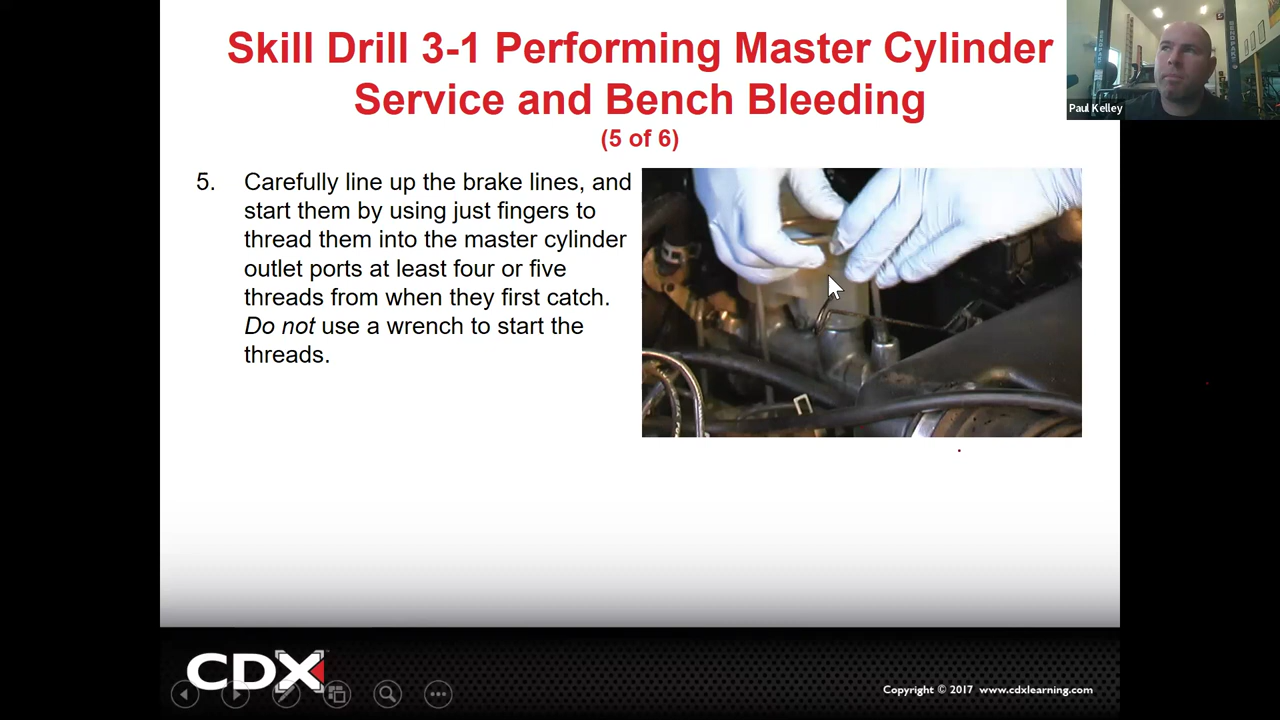 Skill Drill 3-1 Performing Master Cylinder
Service and Bench Bleeding
(5 of 6)
Paul Kelley
5. Carefully line up the brake lines, and
start them by using just fingers to
thread them into the master cylinder
outlet ports at least four or five
threads from when they first catch.
Do not use a wrench to start the
threads.
CDX
Copyright © 2017 www.cdxlearning.com